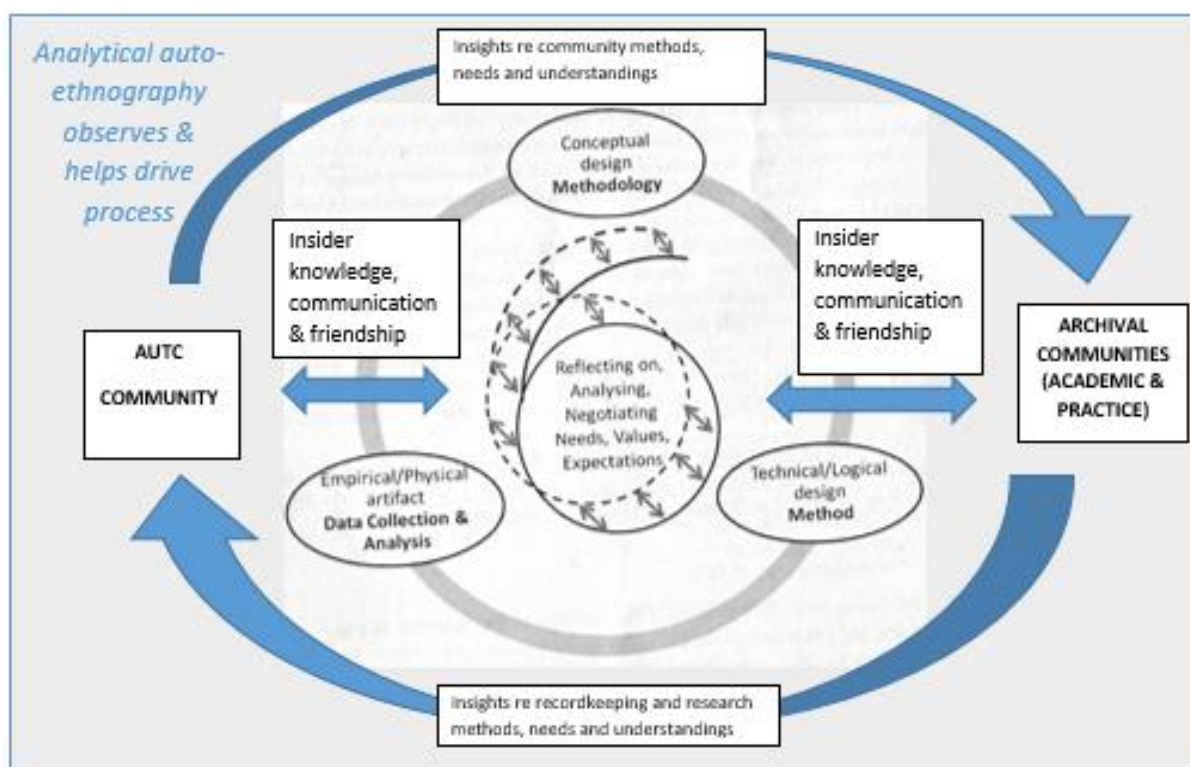 Analytical auto-
ethnography
observes &
helps drive
process
Insights re community methods,
needs and understandings
Conceptual
design
Methodology
Insider
knowledge,
communication
& friendship
Insider
knowledge,
communication
& friendship
AUTC
COMMUNITY
Reflecting on,
Analysing,
Negotiating
Needs, Values,
Expectations
ARCHIVAL
COMMUNITIES
(ACADEMIC &
PRACTICE)
Empirical/Physical
artifact
Data Collection &
Analysis
Technical/Logical
design
Method
Insights re recordkeeping and research
methods, needs and understandings